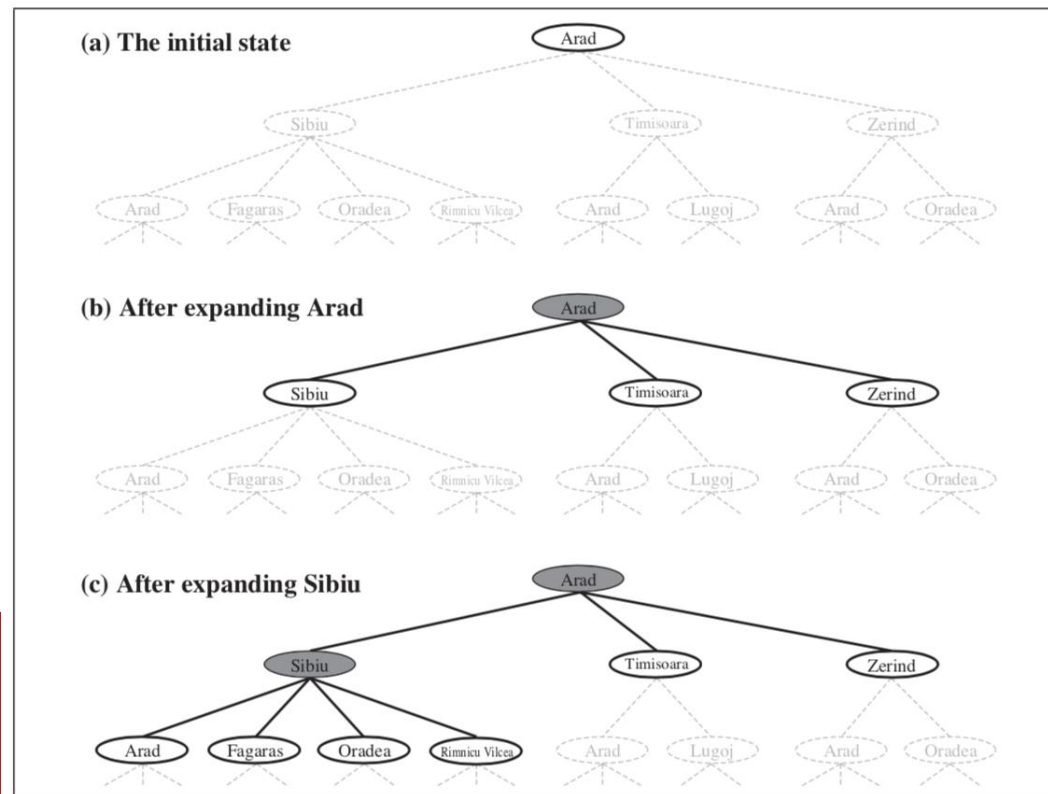 (a) The initial state
Arad
Sibiu Timisoara Zerind
Arad Fagaras Oradea Rimnicu Vilcea Arad Lugoj Arad Oradea
(b) After expanding Arad
Arad
Sibiu Timisoara Zerind
Arad Fagaras Oradea Rimnicu Vilcea Arad Lugoj Arad Oradea
(c) After expanding Sibiu
Arad
Sibiu Timisoara Zerind
Arad Fagaras Oradea Rimnicu Vilcea Arad Lugoj Arad Oradea